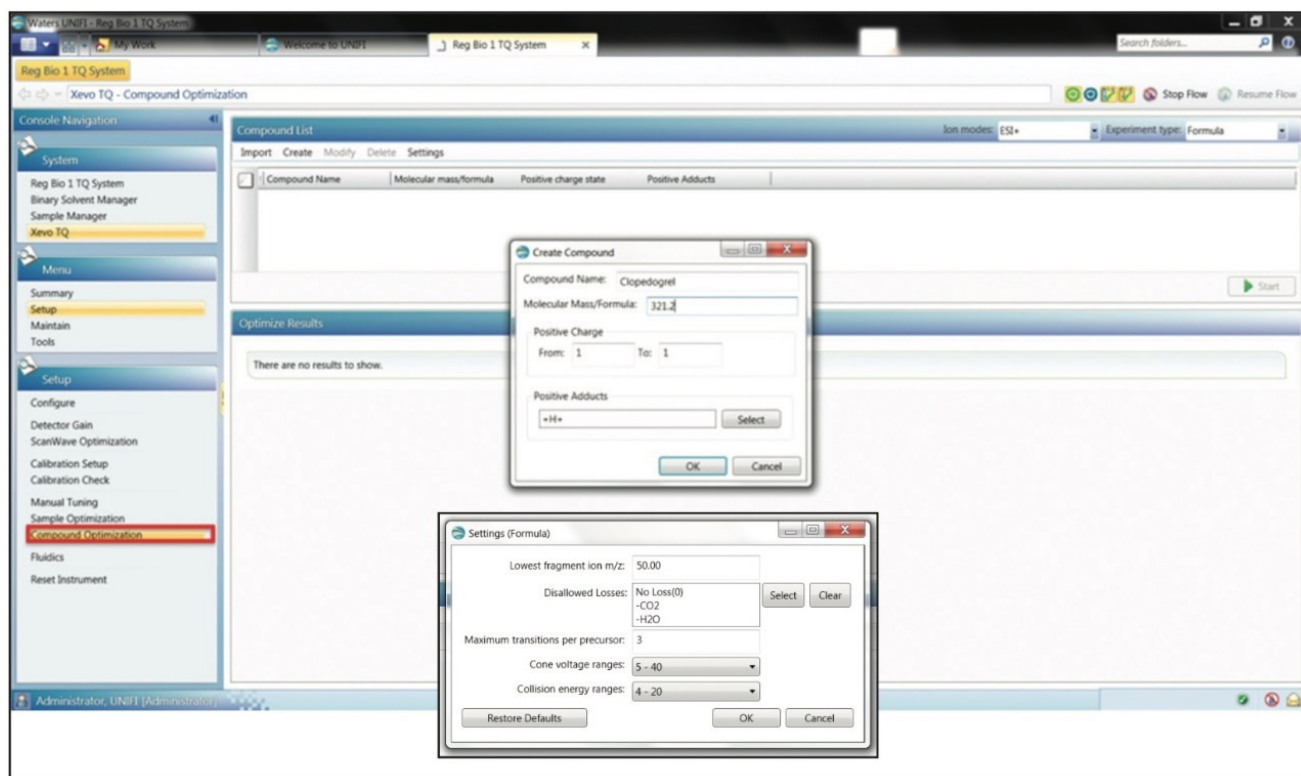 Waters UNIFI - Reg Bio 1 TQ System
My Work
Welcome to UNIFI
Reg Bio 1 TQ System
Search folders...
Reg Bio 1 TQ System
Xevo TQ - Compound Optimization
Stop Flow
Resume Flow
Console Navigation
System
Reg Bio 1 TQ System
Binary Solvent Manager
Sample Manager
Xevo TQ
Menu
Summary
Setup
Maintain
Tools
Setup
Configure
Detector Gain
ScanWave Optimization
Calibration Setup
Calibration Check
Manual Tuning
Sample Optimization
Compound Optimization
Fluidics
Reset Instrument
Compound List
Ion modes: ESI+
Experiment type: Formula
Import Create Modify Delete Settings
Compound Name Molecular mass/formula Positive charge state Positive Adducts
Start
Optimize Results
There are no results to show.
Create Compound
Compound Name: Clopedogrel
Molecular Mass/Formula: 321.2
Positive Charge
From: 1 To: 1
Positive Adducts
+H+ Select
OK Cancel
Settings (Formula)
Lowest fragment ion m/z: 50.00
Disallowed Losses: No Loss(0) Select Clear
-CO2
-H2O
Maximum transitions per precursor: 3
Cone voltage ranges: 5 - 40
Collision energy ranges: 4 - 20
Restore Defaults OK Cancel
Administrator, UNIFI [Administrator]